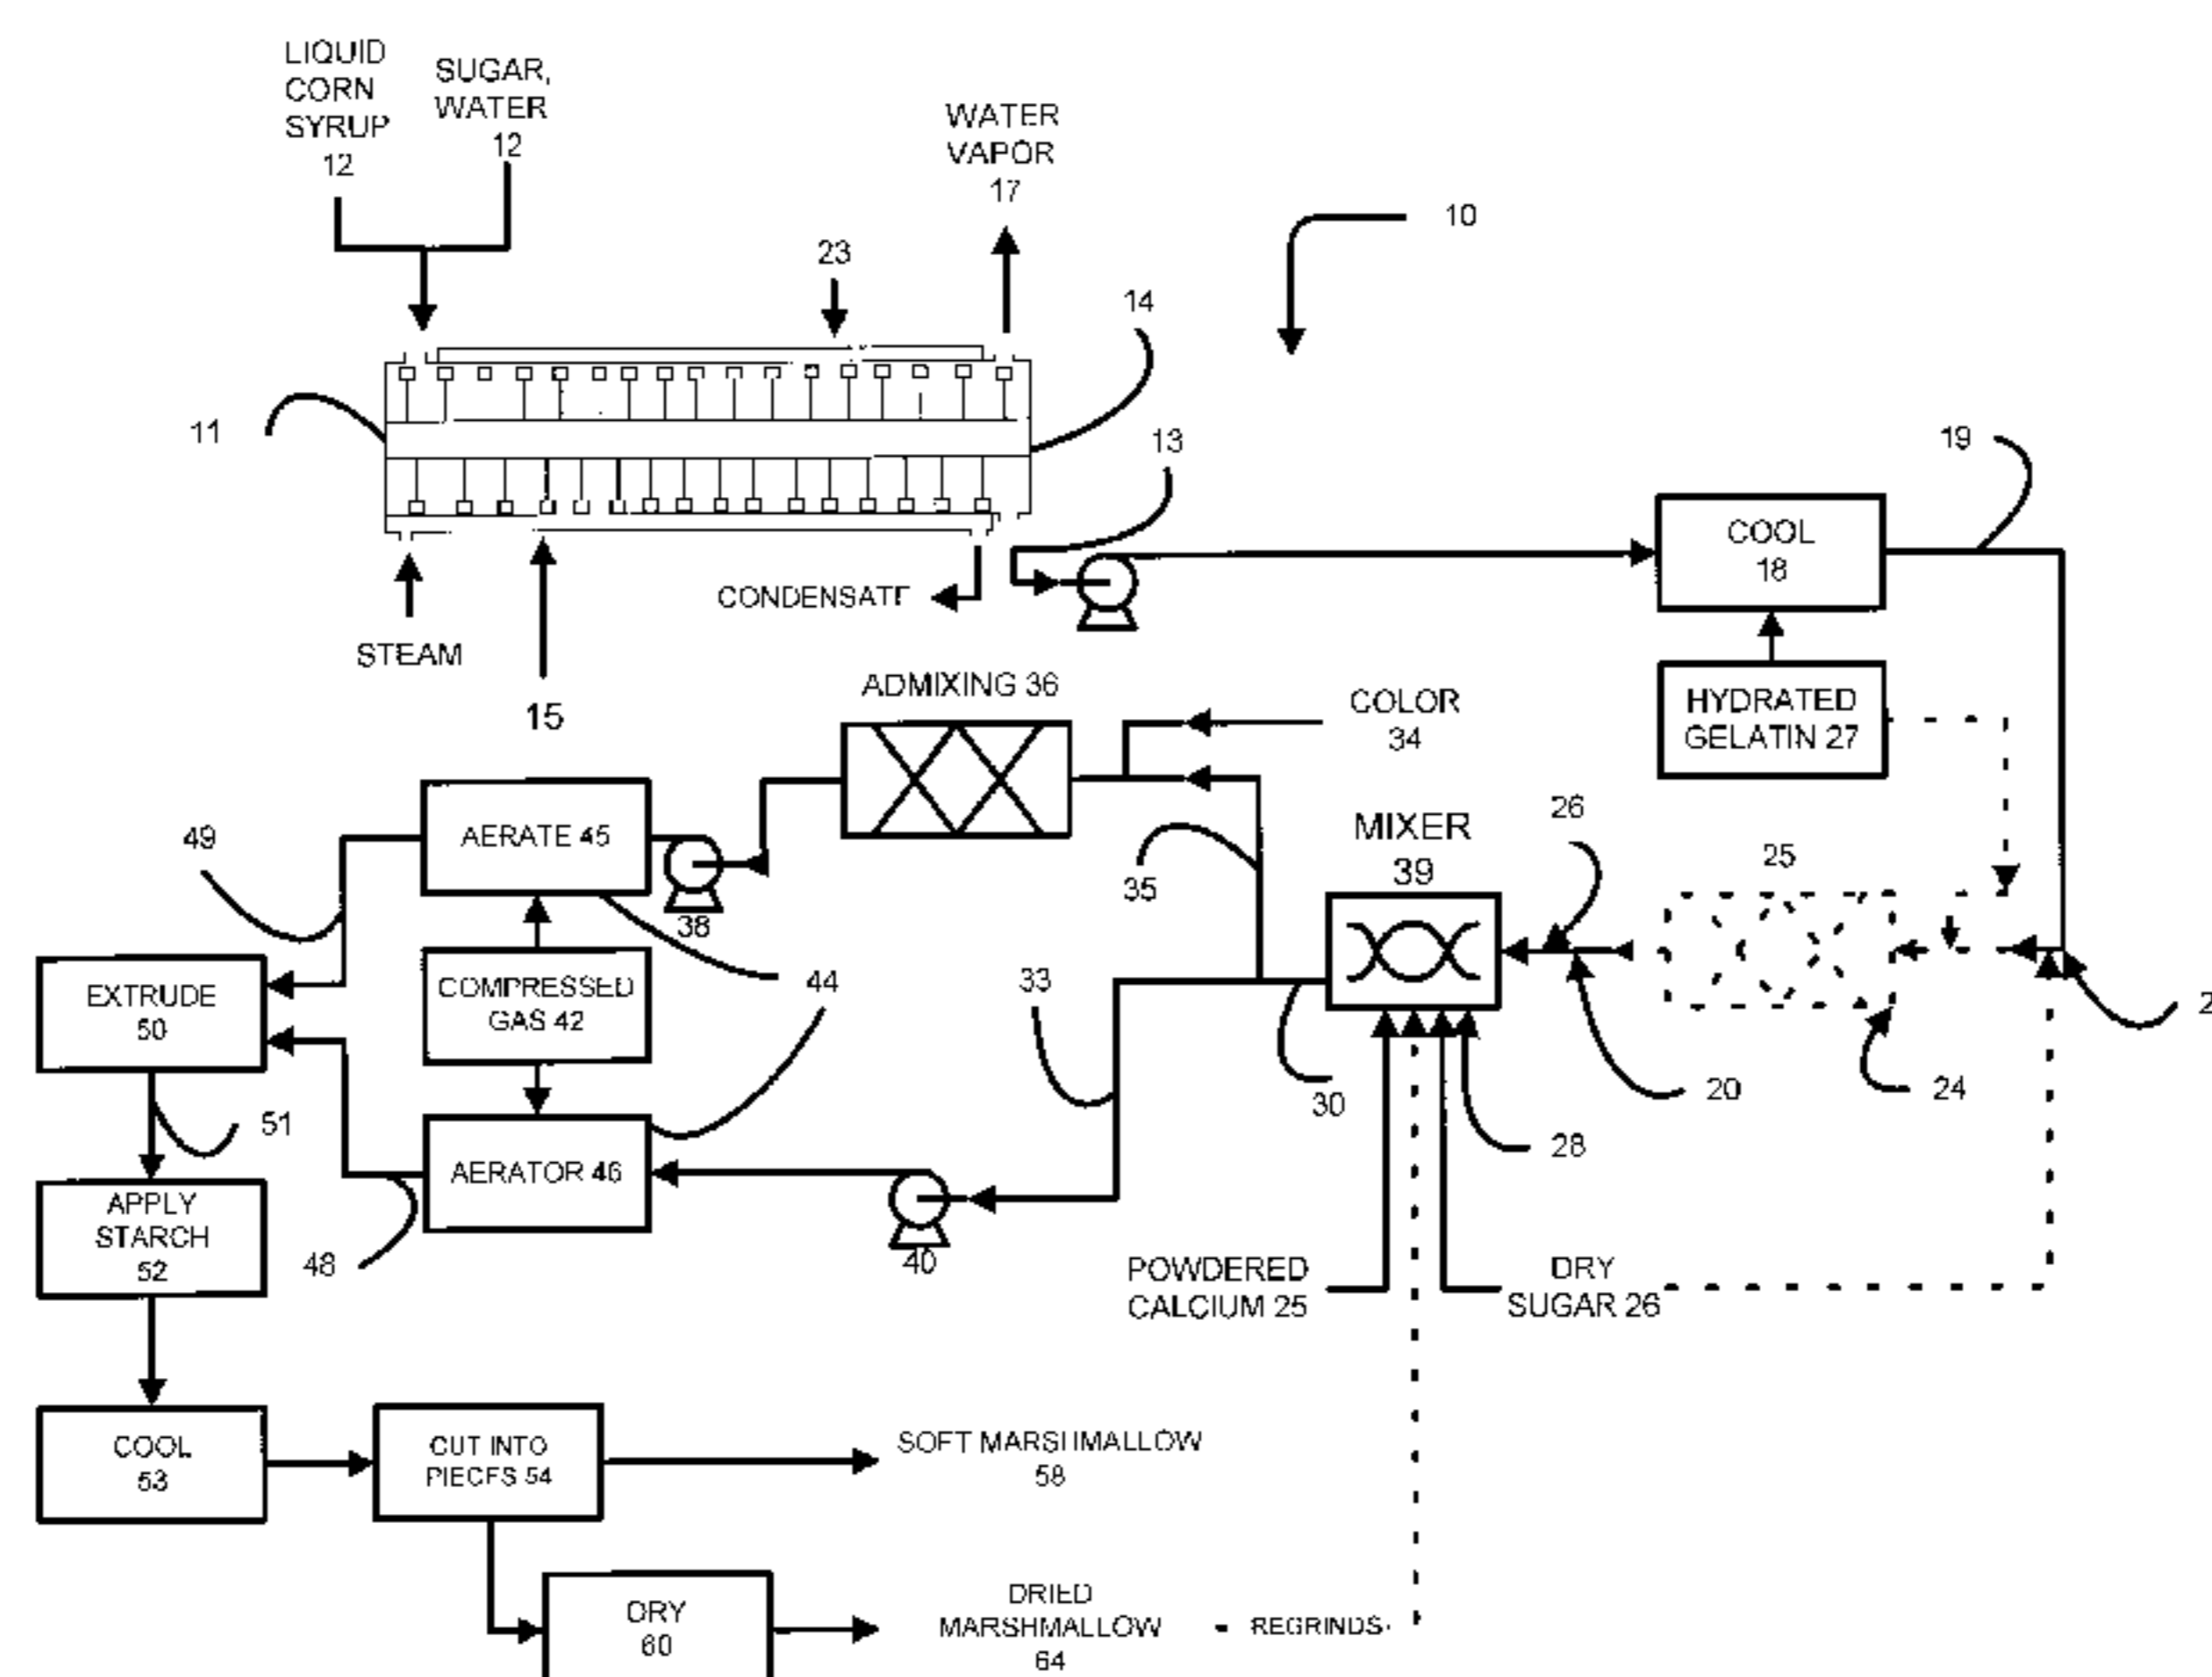 LIQUID
CORN
SYRUP
12
SUGAR,
WATER
12
WATER
VAPOR
17
10
23
14
11
13
19
COOL
18
CONDENSATE
STEAM
15
HYDRATED
GELATIN 27
ADMIXING 36
COLOR
34
26
MIXER
39
25
49
AERATE 45
38
35
EXTRUDE
50
COMPRESSED
GAS 42
44
33
30
20
24
2
28
51
AERATOR 46
40
48
APPLY
STARCH
52
POWDERED
CALCIUM 25
DRY
SUGAR 26
COOL
53
CUT INTO
PIECES 54
SOFT MARSHMALLOW
58
DRY
60
DRIED
MARSHMALLOW
64
REGRINDS